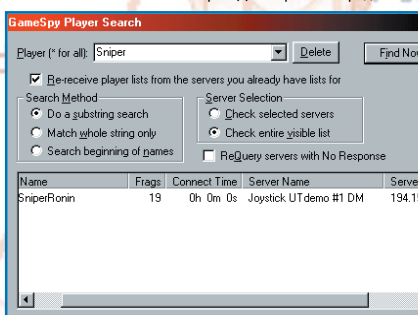 GameSpy Player Search
Player (* for all): Sniper Delete Find Now
Re-receive player lists from the servers you already have lists for
Search Method Server Selection
Do a substring search Check selected servers
Match whole string only Check entire visible list
Search beginning of names ReQuery servers with No Response
Name Frags Connect Time Server Name Serve
SniperRonin 19 0h 0m 0s Joystick UTdemo #1 DM 194.15